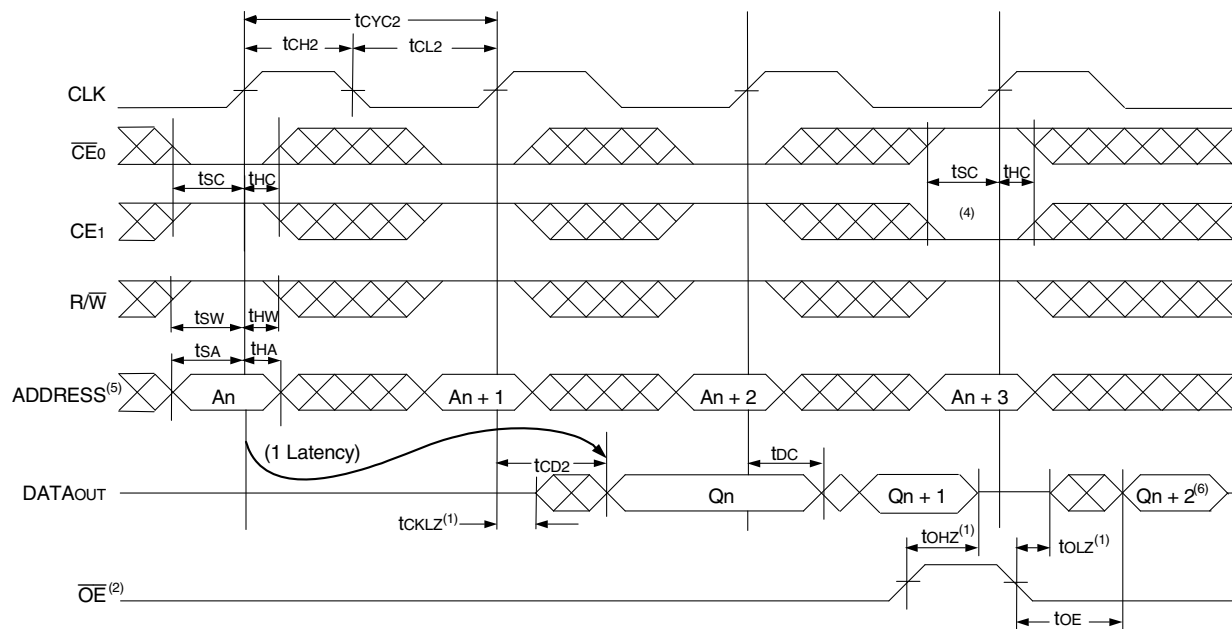 tCYC2
tCH2
tCL2
CLK
CE0
tSC
tHC
tSC
tHC
(4)
CE1
R/W
tSW
tHW
tSA
tHA
ADDRESS(5)
An
An + 1
An + 2
An + 3
(1 Latency)
tCD2
tDC
DATAOUT
Qn
Qn + 1
Qn + 2(6)
tCKLZ(1)
tOHZ(1)
tOLZ(1)
OE(2)
tOE